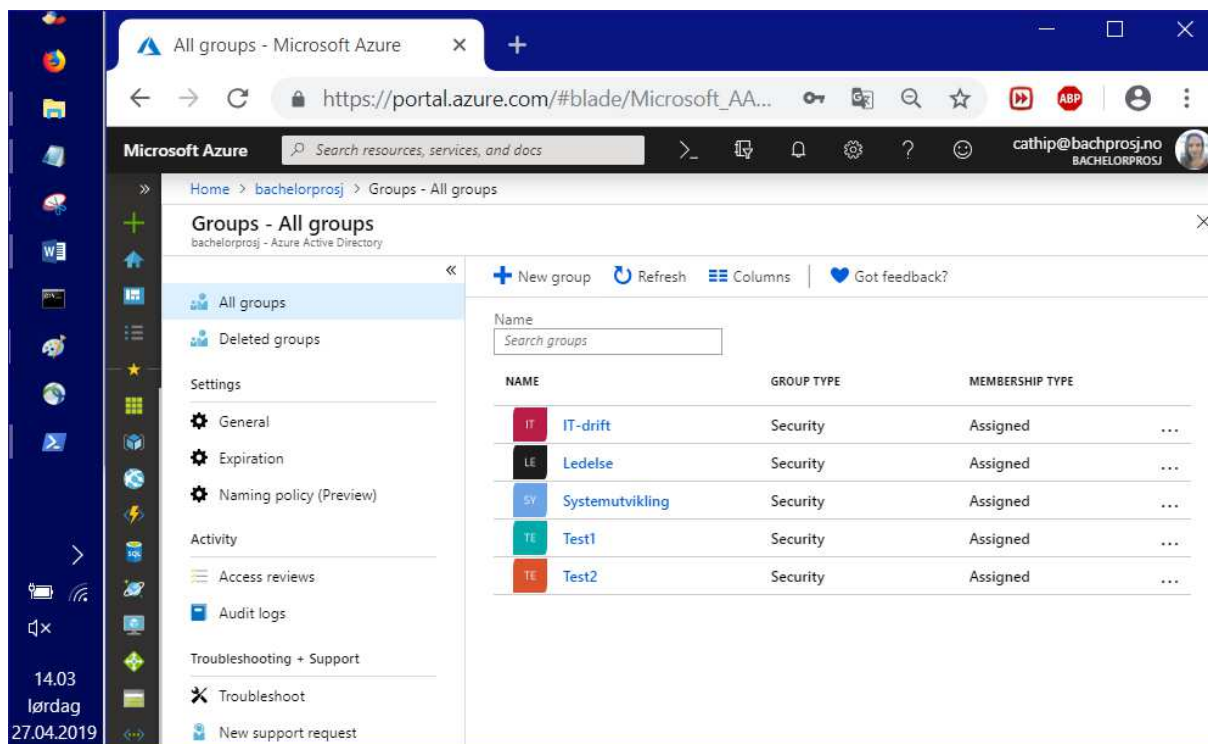 All groups - Microsoft Azure
https://portal.azure.com/#blade/Microsoft_AA...
ABP
Microsoft Azure
Search resources, services, and docs
cathip@bachprosj.no
BACHELORPROSJ
Home > bachelorprosj > Groups - All groups
Groups - All groups
bachelorprosj - Azure Active Directory
All groups
Deleted groups
Settings
General
Expiration
Naming policy (Preview)
Activity
Access reviews
Audit logs
Troubleshooting + Support
Troubleshoot
New support request
New group Refresh Columns Got feedback?
Name
Search groups
NAME GROUP TYPE MEMBERSHIP TYPE
IT IT-drift Security Assigned ...
LE Ledelse Security Assigned ...
SY Systemutvikling Security Assigned ...
TE Test1 Security Assigned ...
TE Test2 Security Assigned ...
SQL
14.03
lørdag
27.04.2019